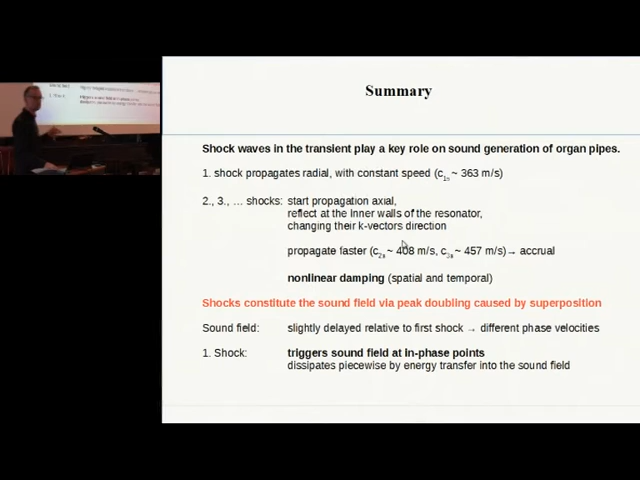 Summary
Shock waves in the transient play a key role on sound generation of organ pipes.
1. shock propagates radial, with constant speed (c1s ~ 363 m/s)
2., 3., … shocks: start propagation axial,
reflect at the inner walls of the resonator,
changing their k-vectors direction
propagate faster (c2s ~ 408 m/s, c3s ~ 457 m/s)→ accrual
nonlinear damping (spatial and temporal)
Shocks constitute the sound field via peak doubling caused by superposition
Sound field: slightly delayed relative to first shock → different phase velocities
1. Shock: triggers sound field at in-phase points
dissipates piecewise by energy transfer into the sound field